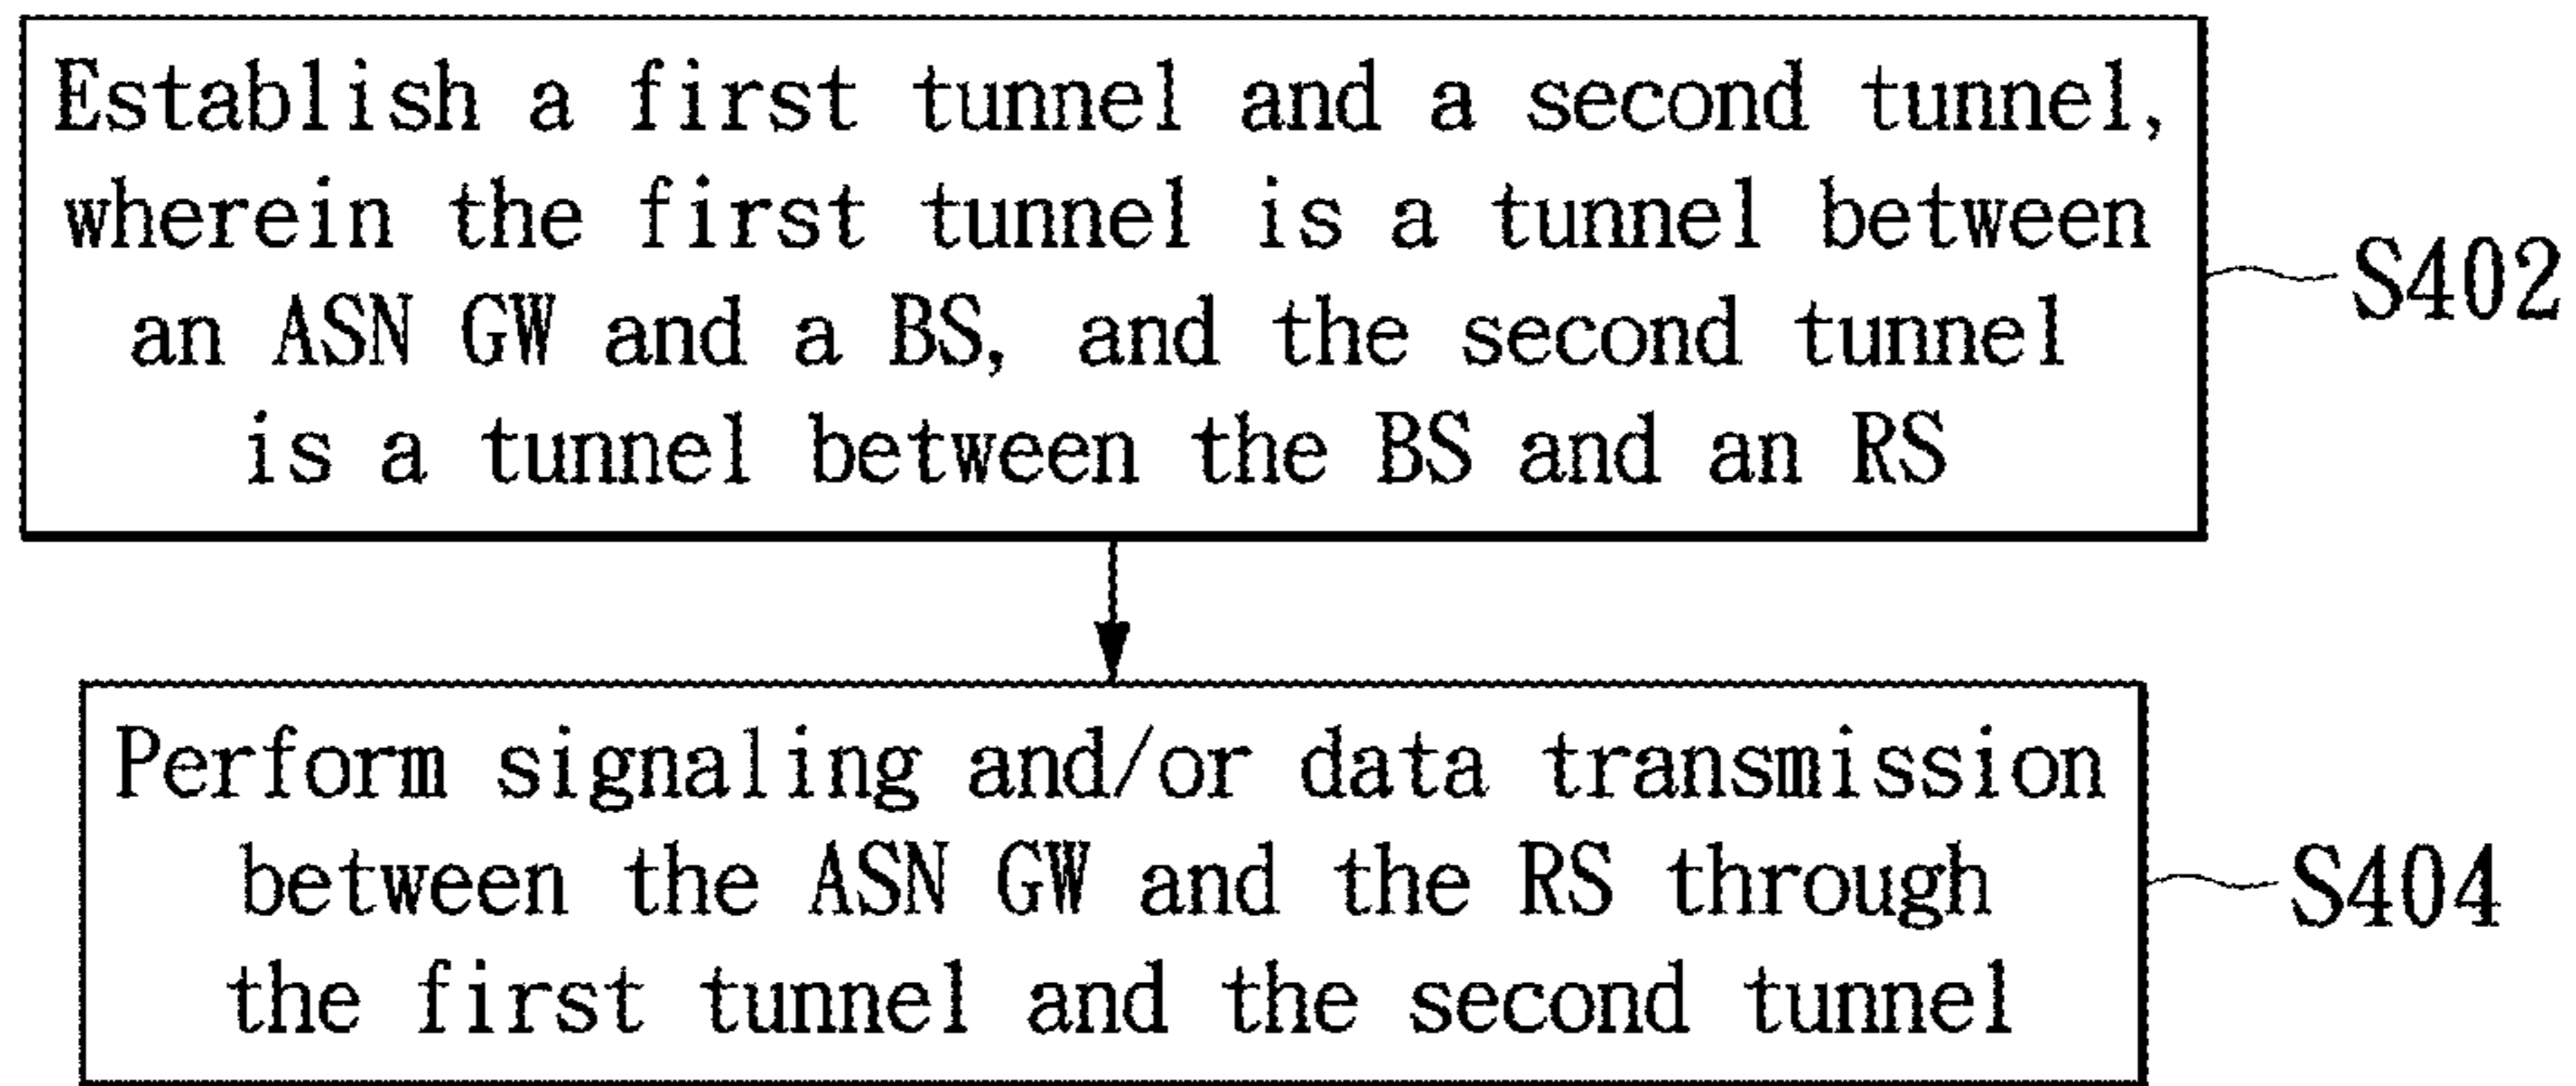 Establish a first tunnel and a second tunnel,
wherein the first tunnel is a tunnel between
an ASN GW and a BS, and the second tunnel
is a tunnel between the BS and an RS
S402
Perform signaling and/or data transmission
between the ASN GW and the RS through
the first tunnel and the second tunnel
S404